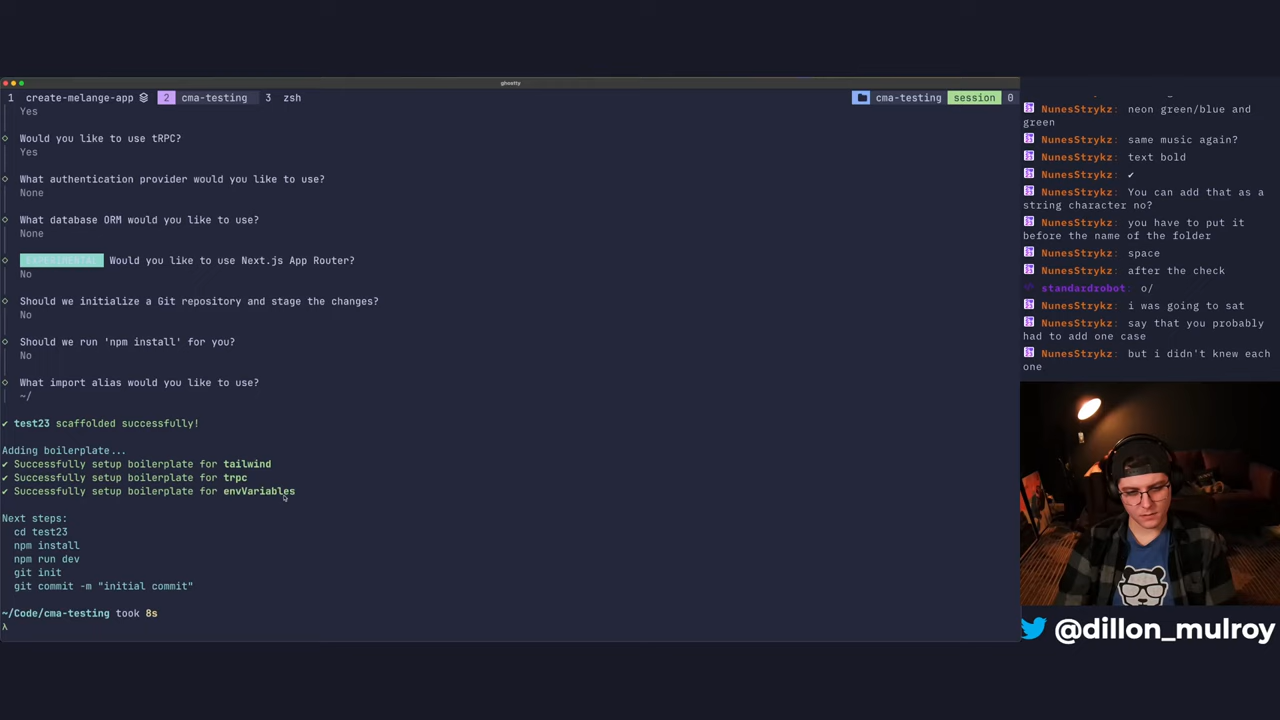 ghostty
1 create-melange-app 2 cma-testing 3 zsh cma-testing session 0
Yes
Would you like to use tRPC?
Yes
What authentication provider would you like to use?
None
What database ORM would you like to use?
None
EXPERIMENTAL Would you like to use Next.js App Router?
No
Should we initialize a Git repository and stage the changes?
No
Should we run 'npm install' for you?
No
What import alias would you like to use?
~/
✔ test23 scaffolded successfully!
Adding boilerplate...
✔ Successfully setup boilerplate for tailwind
✔ Successfully setup boilerplate for trpc
✔ Successfully setup boilerplate for envVariables
Next steps:
cd test23
npm install
npm run dev
git init
git commit -m "initial commit"
~/Code/cma-testing took 8s
λ
NunesStrykz: neon green/blue and
green
NunesStrykz: same music again?
NunesStrykz: text bold
NunesStrykz: ✔
NunesStrykz: You can add that as a
string character no?
NunesStrykz: you have to put it
before the name of the folder
NunesStrykz: space
NunesStrykz: after the check
standardrobot: o/
NunesStrykz: i was going to sat
NunesStrykz: say that you probably
had to add one case
NunesStrykz: but i didn't knew each
one
@dillon_mulroy